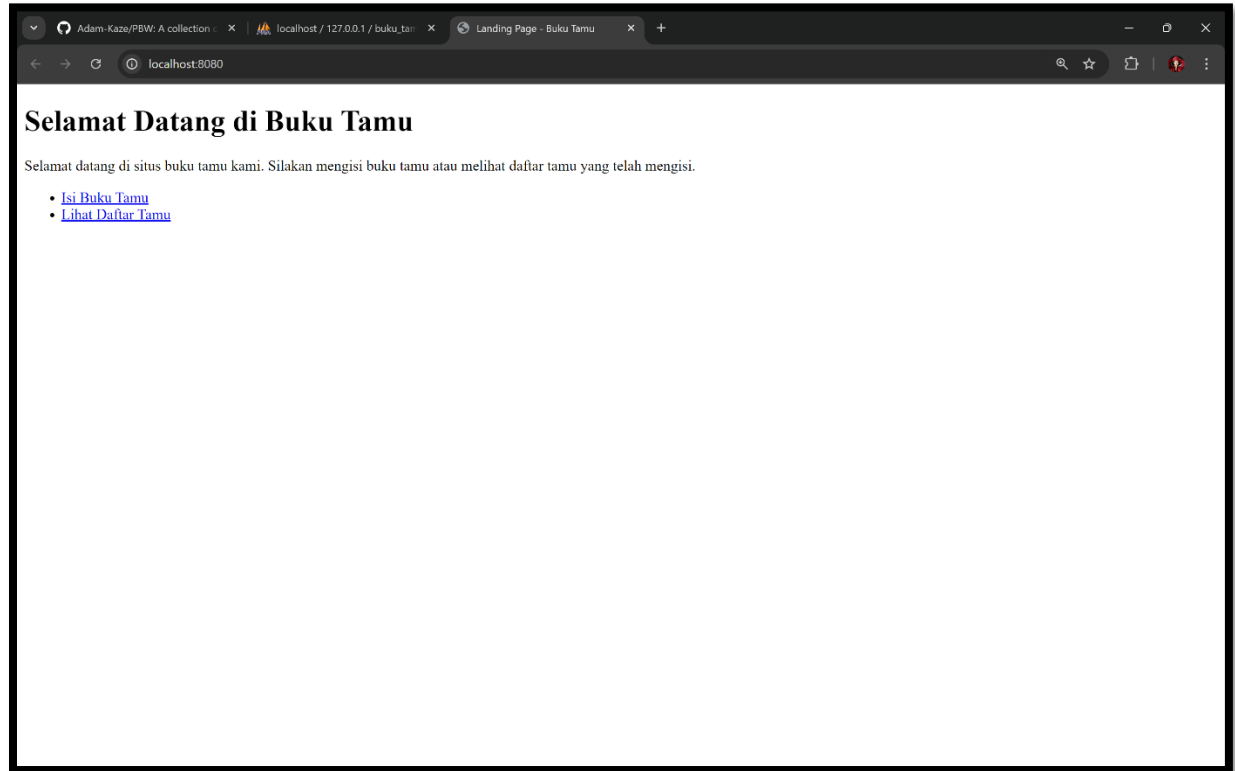 Adam-Kaze/PBW: A collection c
localhost / 127.0.0.1 / buku_tam
Landing Page - Buku Tamu
localhost:8080
Selamat Datang di Buku Tamu
Selamat datang di situs buku tamu kami. Silakan mengisi buku tamu atau melihat daftar tamu yang telah mengisi.
Isi Buku Tamu
Lihat Daftar Tamu